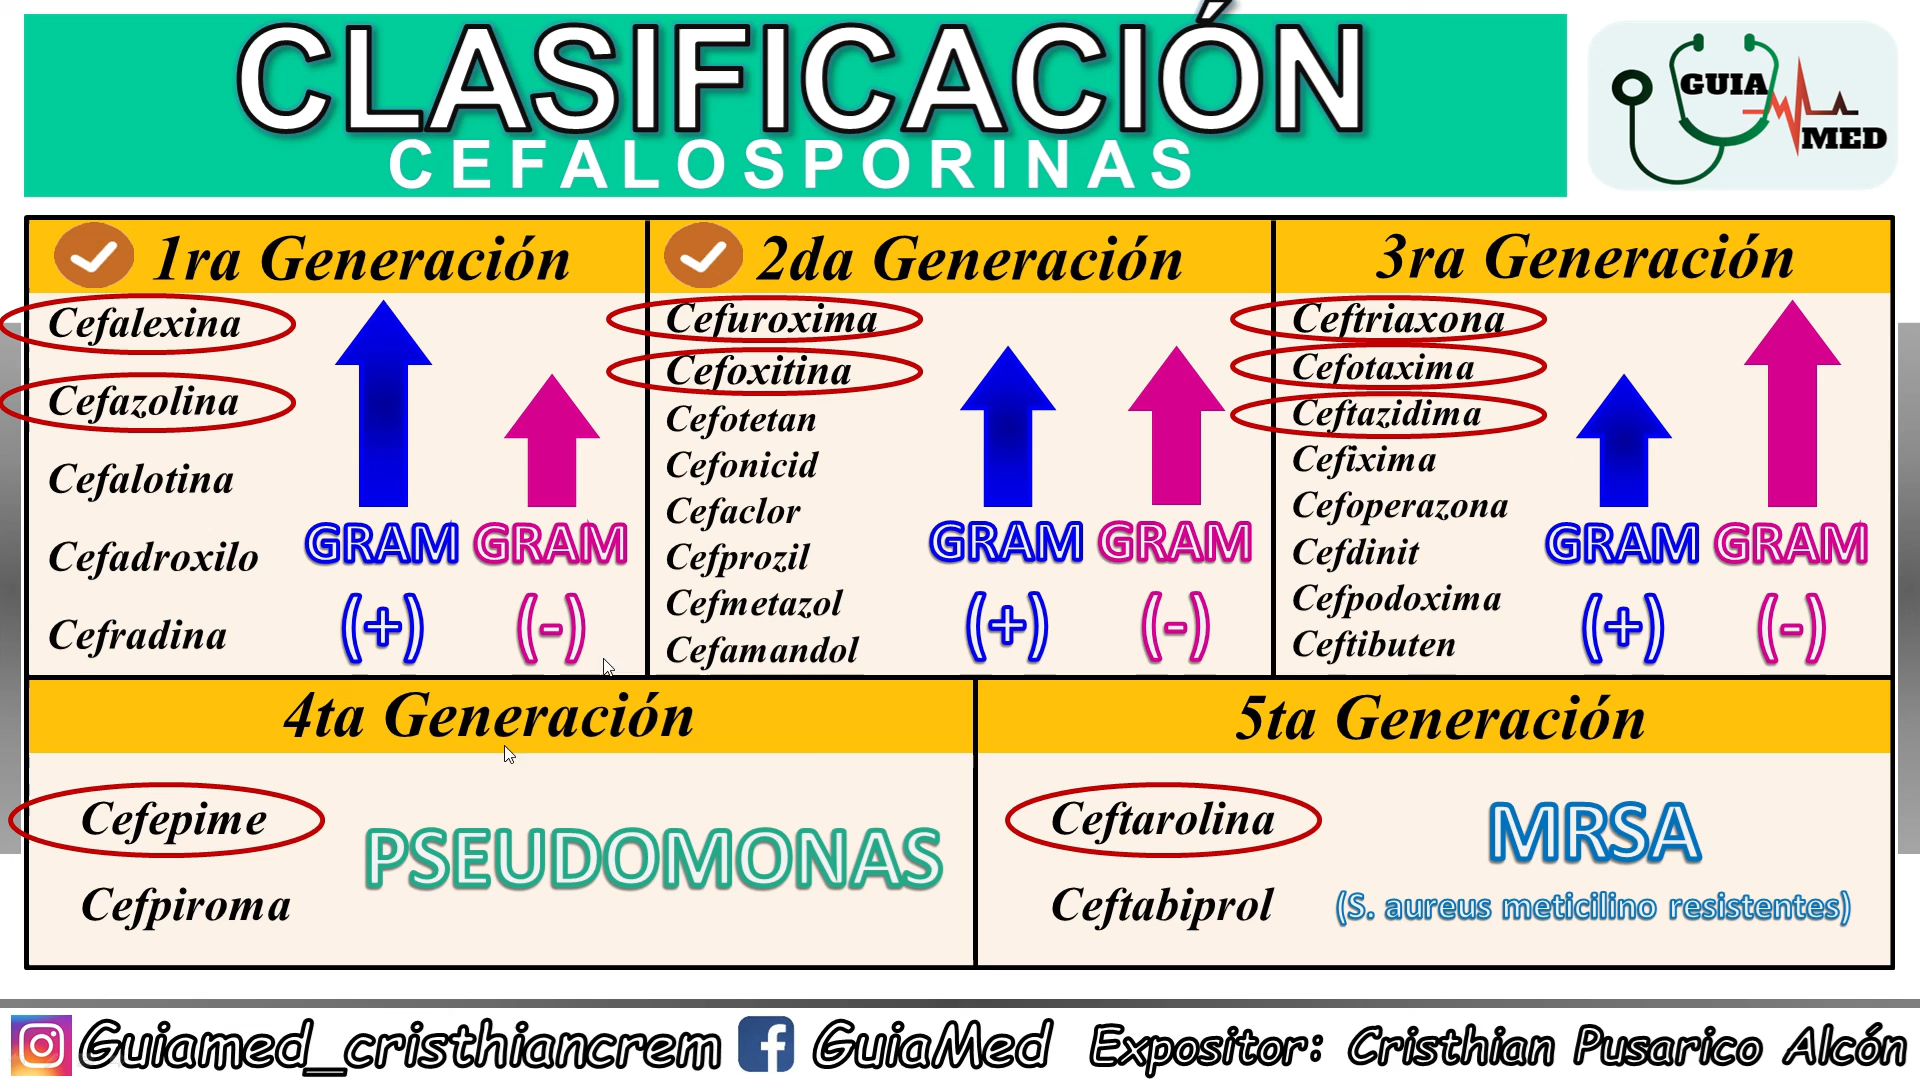 CLASIFICACIÓN
CEFALOSPORINAS
GUIA
MED
1ra Generación
Cefalexina
Cefazolina
Cefalotina
Cefadroxilo
Cefradina
GRAM GRAM
(+) (-)
2da Generación
Cefuroxima
Cefoxitina
Cefotetan
Cefonicid
Cefaclor
Cefprozil
Cefmetazol
Cefamandol
GRAM GRAM
(+) (-)
3ra Generación
Ceftriaxona
Cefotaxima
Ceftazidima
Cefixima
Cefoperazona
Cefdinit
Cefpodoxima
Ceftibuten
GRAM GRAM
(+) (-)
4ta Generación
Cefepime
Cefpiroma
PSEUDOMONAS
5ta Generación
Ceftarolina
Ceftabiprol
MRSA
(S. aureus meticilino resistentes)
Guiamed_cristhiancrem GuiaMed Expositor: Cristhian Pusarico Alcón